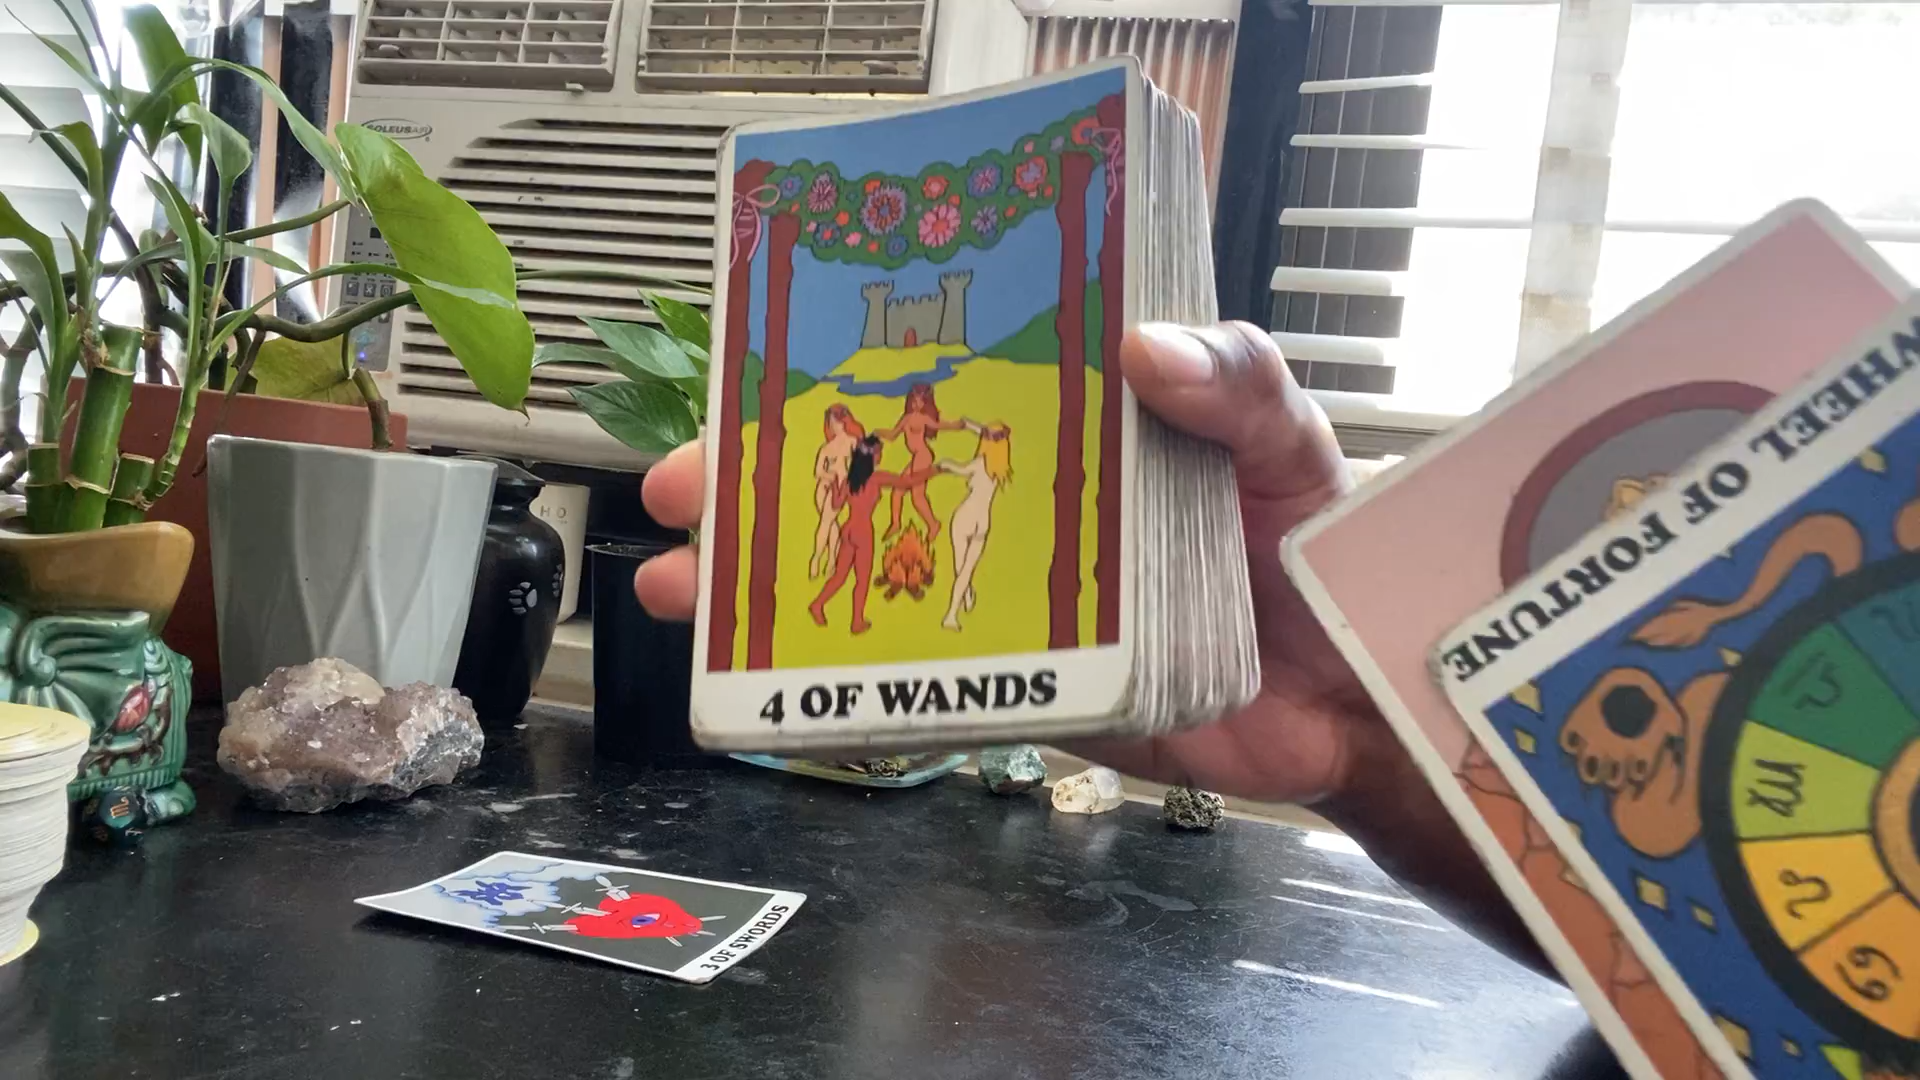 SOLEUSAIR
4 OF WANDS
WHEEL OF FORTUNE
3 OF SWORDS